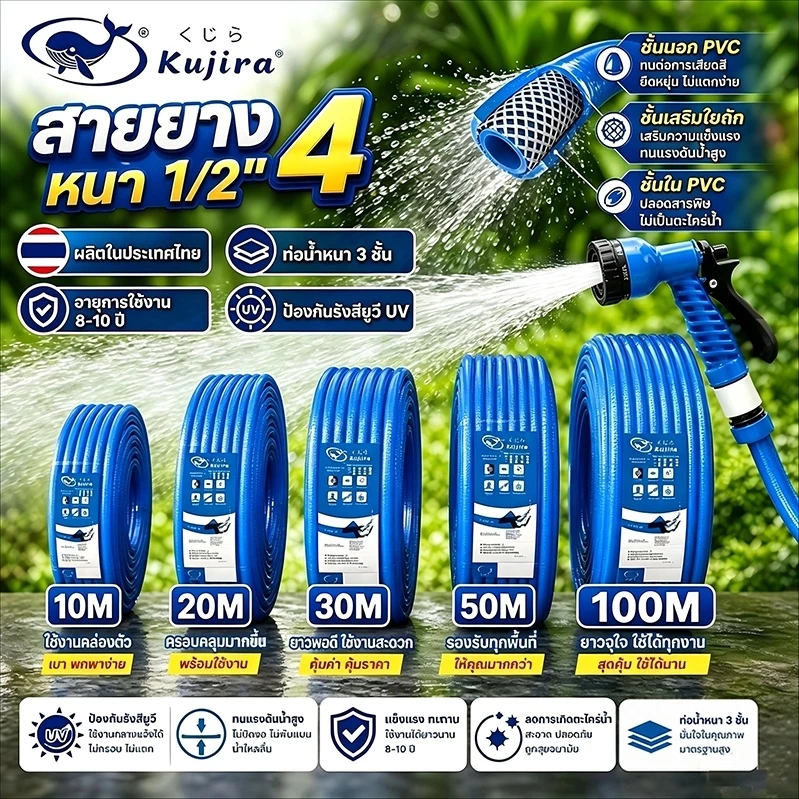 くじら
Kujira®
สายยาง 4
หนา 1/2"
ผลิตในประเทศไทย
ท่อน้ำหนา 3 ชั้น
อายุการใช้งาน
8-10 ปี
UV
ป้องกันรังสียูวี UV
ชั้นนอก PVC
ทนต่อการเสียดสี
ยืดหยุ่น ไม่แตกง่าย
ชั้นเสริมใยถัก
เสริมความแข็งแรง
ทนแรงดันน้ำสูง
ชั้นใน PVC
ปลอดสารพิษ
ไม่เป็นตะไคร่น้ำ
Kujira
Kujira
Kujira
Kujira
Kujira
10M
ใช้งานคล่องตัว
เบา พกพาง่าย
20M
ครอบคลุมมากขึ้น
พร้อมใช้งาน
30M
ยาวพอดี ใช้งานสะดวก
คุ้มค่า คุ้มราคา
50M
รองรับทุกพื้นที่
ให้คุณมากกว่า
100M
ยาวจุใจ ใช้ได้ทุกงาน
สุดคุ้ม ใช้ได้นาน
UV
ป้องกันรังสียูวี
ใช้งานกลางแจ้งได้
ไม่กรอบ ไม่แตก
ทนแรงดันน้ำสูง
ไม่บิดงอ ไม่พับแบน
น้ำไหลลื่น
แข็งแรง ทนทาน
ใช้งานได้ยาวนาน
8-10 ปี
ลดการเกิดตะไคร่น้ำ
สะอาด ปลอดภัย
ถูกสุขอนามัย
ท่อน้ำหนา 3 ชั้น
มั่นใจในคุณภาพ
มาตรฐานสูง